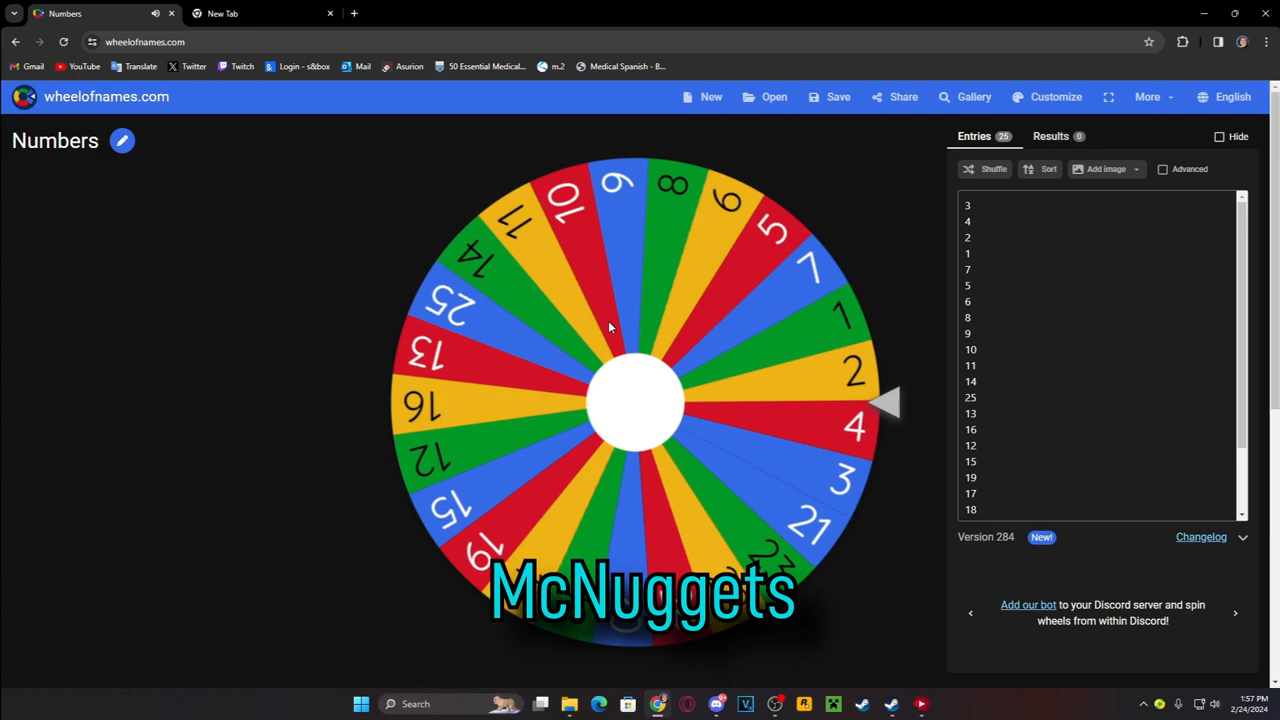 Numbers
New Tab
wheelofnames.com
Gmail YouTube Translate Twitter Twitch Login - s&box Mail Asurion 50 Essential Medical... m.2 Medical Spanish - B...
wheelofnames.com New Open Save Share Gallery Customize More English
Numbers
Entries 25 Results 0 Hide
Shuffle Sort Add image Advanced
3
4
2
1
7
5
6
8
9
10
11
14
25
13
16
12
15
19
17
18
10
9
8
6
5
7
1
2
4
3
21
23
11
14
25
13
16
12
15
19
McNuggets
Version 284 New! Changelog
Add our bot to your Discord server and spin
wheels from within Discord!
Search
1:57 PM
2/24/2024